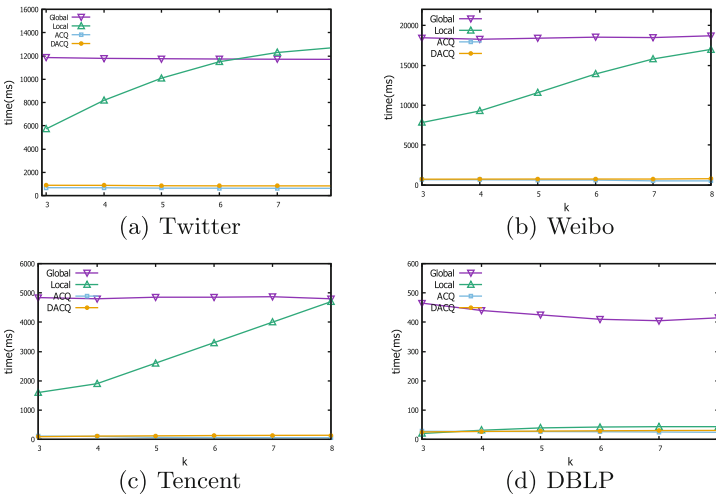 16000
14000
12000
10000
8000
6000
4000
2000
0
time(ms)
Global
Local
ACQ
DACQ
3 4 5 6 7
(a) Twitter
20000
15000
10000
5000
0
time(ms)
Global
Local
ACQ
DACQ
3 4 5 6 7 8
k
(b) Weibo
6000
5000
4000
3000
2000
1000
0
time(ms)
Global
Local
ACQ
DACQ
3 4 5 6 7 8
k
(c) Tencent
600
500
400
300
200
100
0
time(ms)
Global
Local
ACQ
DACQ
3 4 5 6 7
(d) DBLP